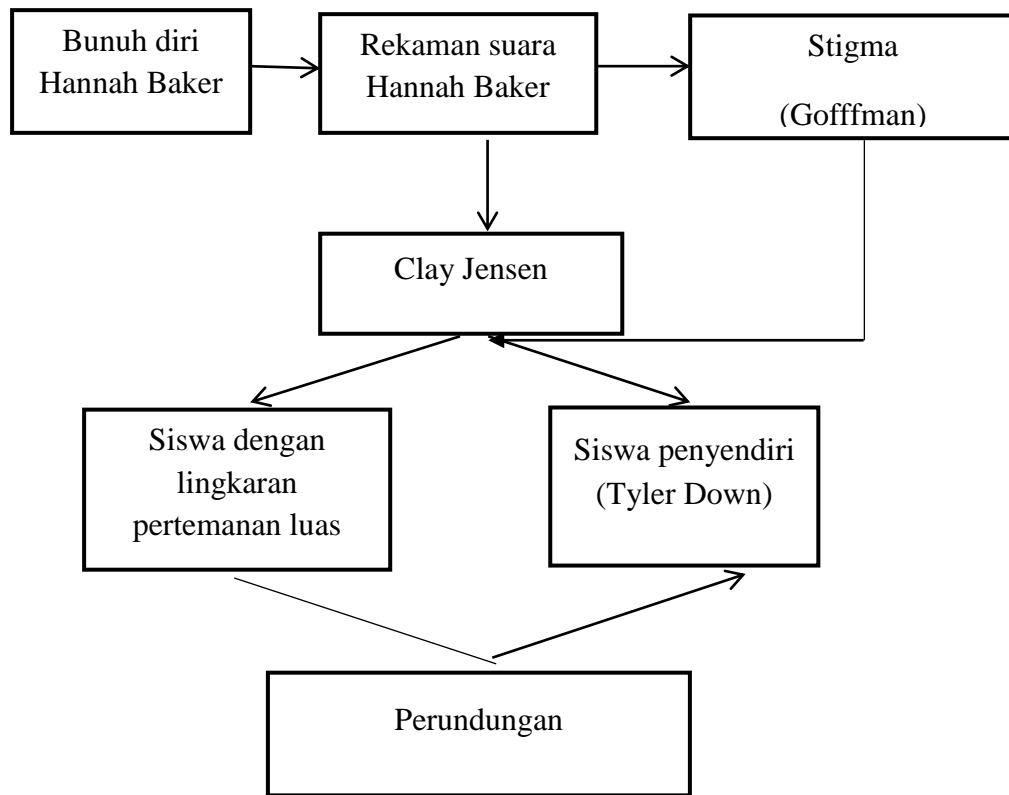 Bunuh diri
Hannah Baker
Rekaman suara
Hannah Baker
Stigma
(Gofffman)
Clay Jensen
Siswa dengan
lingkaran
pertemanan luas
Siswa penyendiri
(Tyler Down)
Perundungan